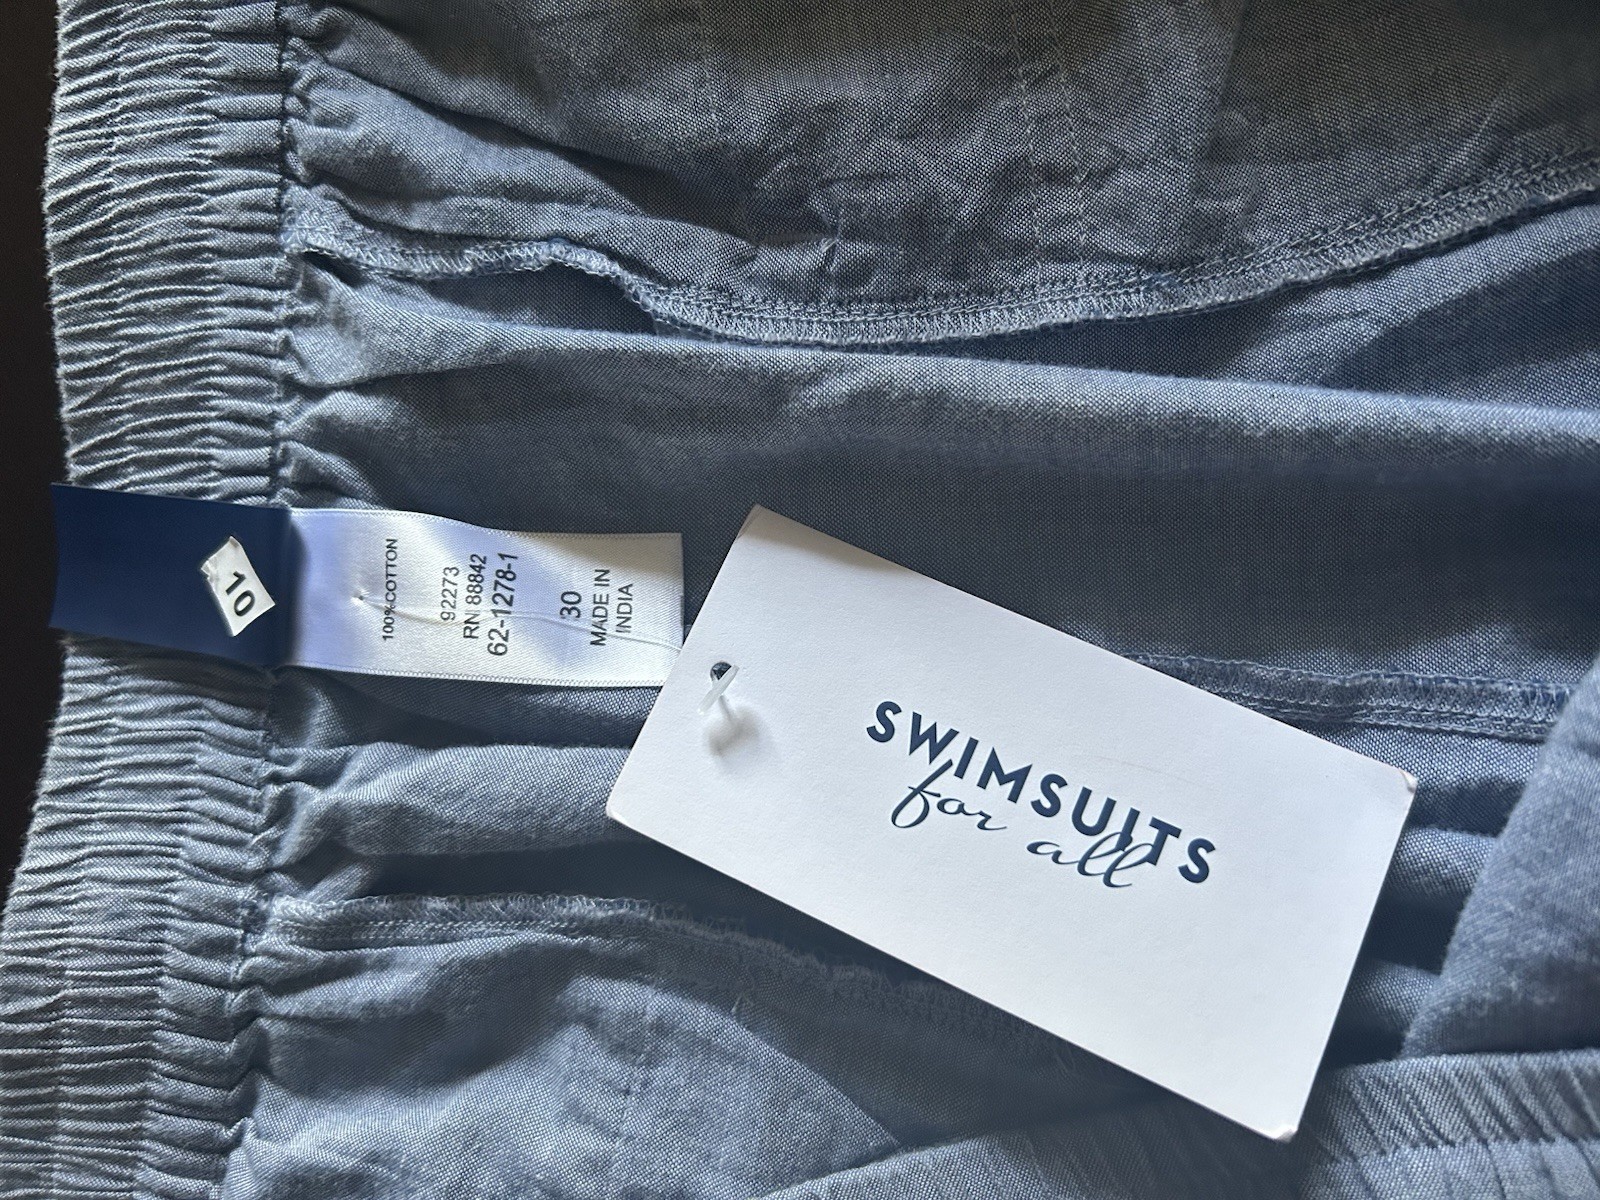 10
100%COTTON
92273
RN 88842
62-1278-1
30
MADE IN
INDIA
SWIMSUITS
for all